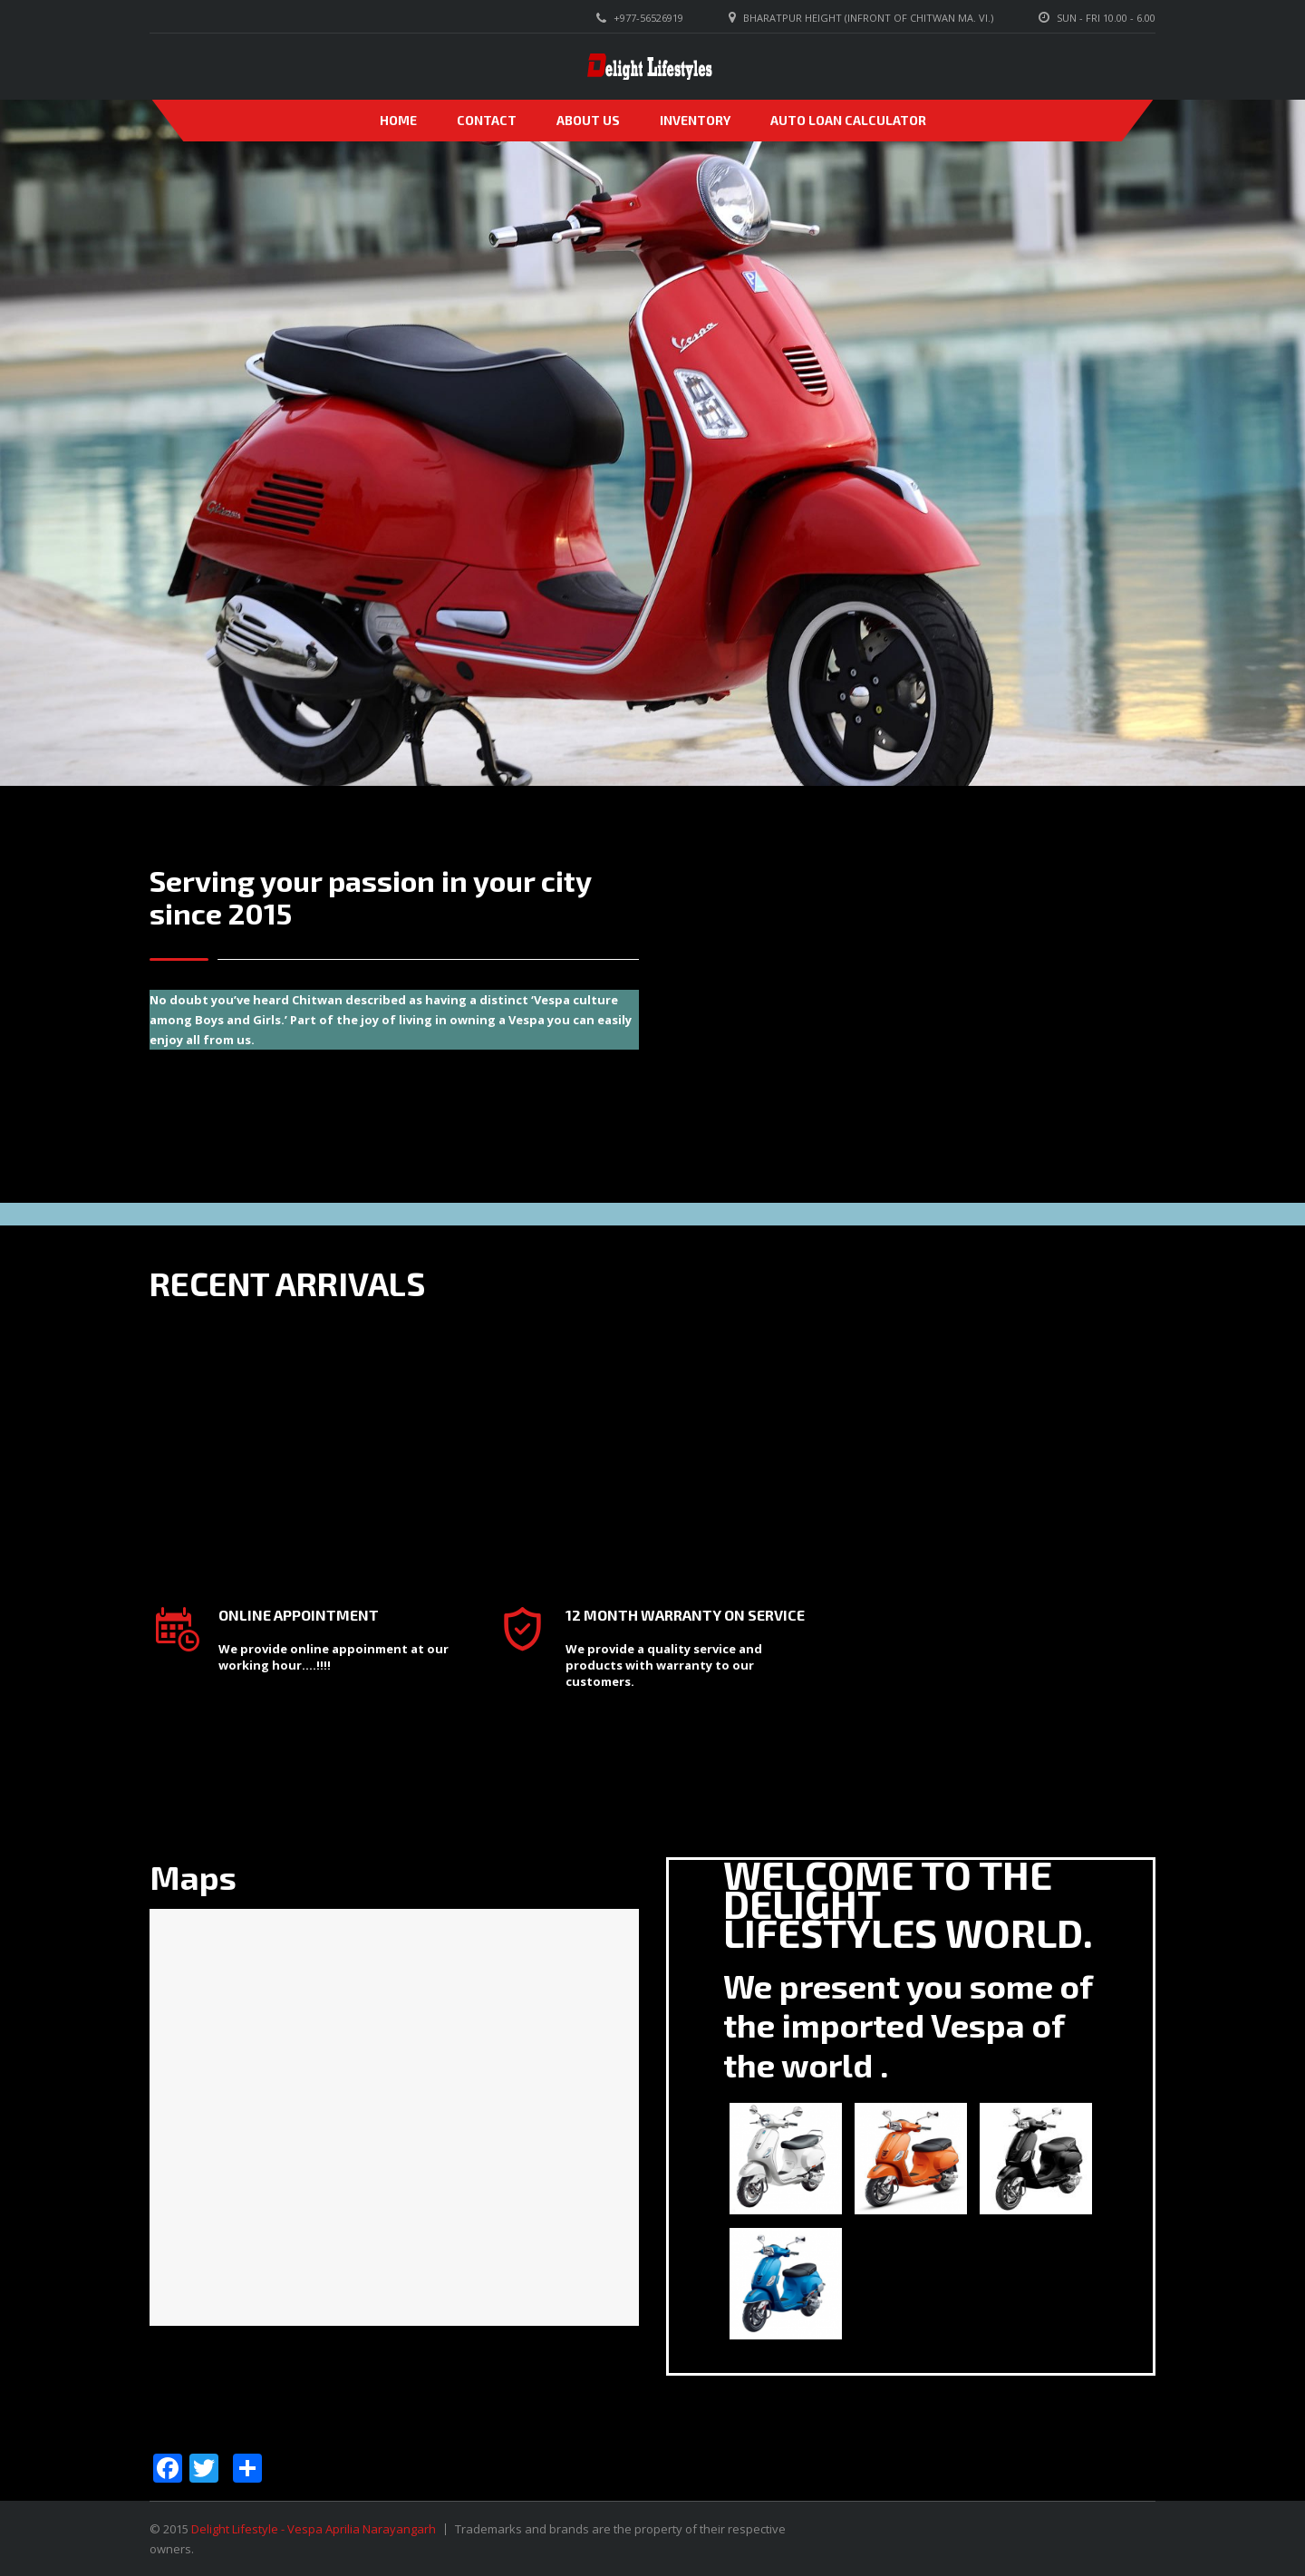 +977-56526919
BHARATPUR HEIGHT (INFRONT OF CHITWAN MA. VI.)
SUN - FRI 10.00 - 6.00
Delight Lifestyles
HOME
CONTACT
ABOUT US
INVENTORY
AUTO LOAN CALCULATOR
Vespa
Serving your passion in your city
since 2015
No doubt you’ve heard Chitwan described as having a distinct ‘Vespa culture
among Boys and Girls.’ Part of the joy of living in owning a Vespa you can easily
enjoy all from us.
RECENT ARRIVALS
ONLINE APPOINTMENT
We provide online appoinment at our
working hour....!!!!
12 MONTH WARRANTY ON SERVICE
We provide a quality service and
products with warranty to our
customers.
Maps
WELCOME TO THE
DELIGHT
LIFESTYLES WORLD.
We present you some of
the imported Vespa of
the world .
© 2015 Delight Lifestyle - Vespa Aprilia Narayangarh | Trademarks and brands are the property of their respective
owners.